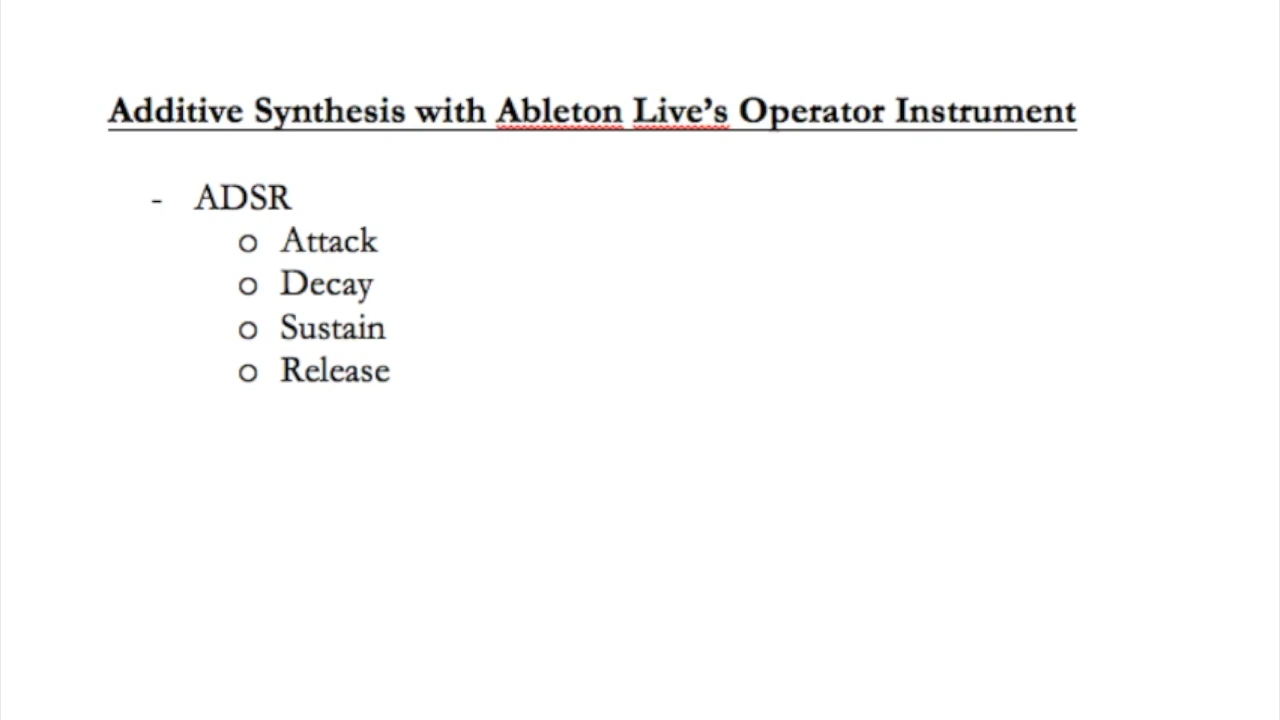 Additive Synthesis with Ableton Live’s Operator Instrument
- ADSR
o Attack
o Decay
o Sustain
o Release